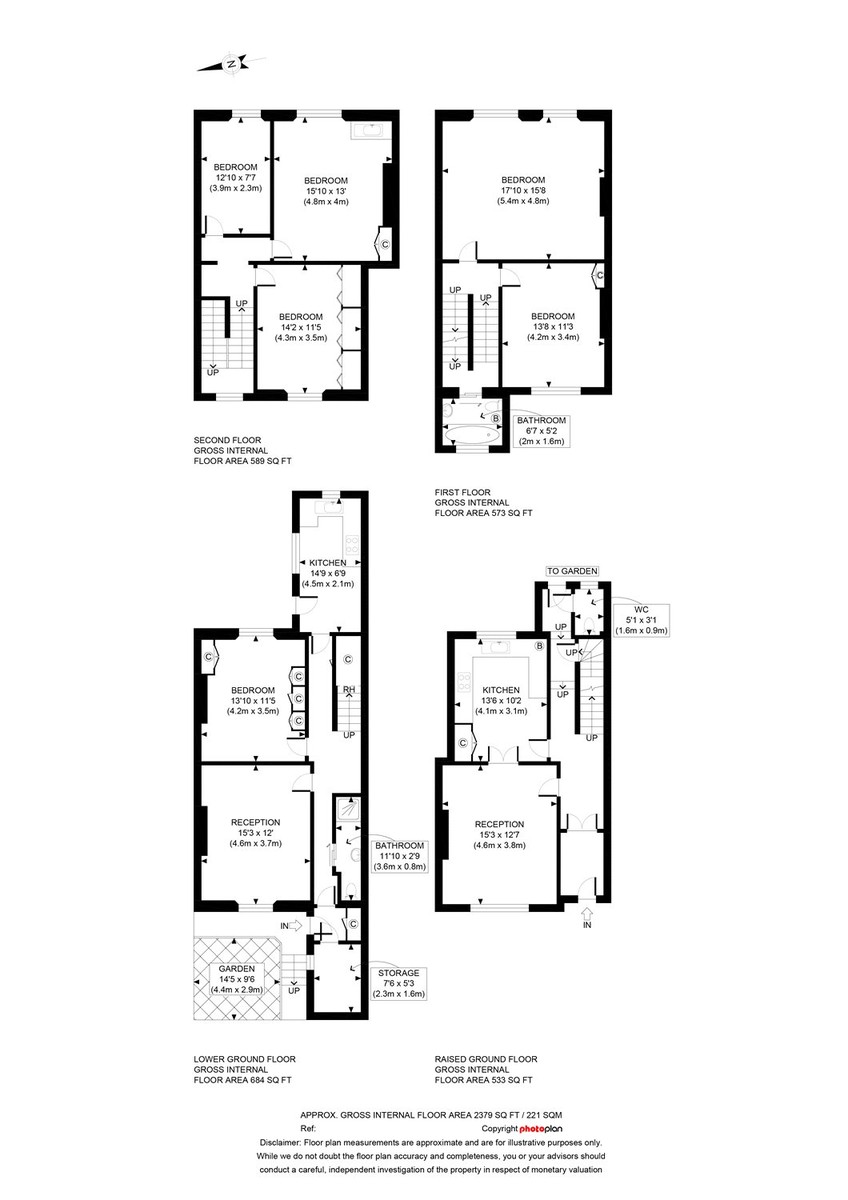 N
BEDROOM
12'10 x 7'7
(3.9m x 2.3m)
BEDROOM
15'10 x 13'
(4.8m x 4m)
C
UP
UP
BEDROOM
14'2 x 11'5
(4.3m x 3.5m)
SECOND FLOOR
GROSS INTERNAL
FLOOR AREA 589 SQ FT
BEDROOM
17'10 x 15'8
(5.4m x 4.8m)
UP
UP
UP
C
BEDROOM
13'8 x 11'3
(4.2m x 3.4m)
B
BATHROOM
6'7 x 5'2
(2m x 1.6m)
FIRST FLOOR
GROSS INTERNAL
FLOOR AREA 573 SQ FT
KITCHEN
14'9 x 6'9
(4.5m x 2.1m)
C
BEDROOM
13'10 x 11'5
(4.2m x 3.5m)
C
C
C
C
RH
UP
RECEPTION
15'3 x 12'
(4.6m x 3.7m)
BATHROOM
11'10 x 2'9
(3.6m x 0.8m)
IN
C
GARDEN
14'5 x 9'6
(4.4m x 2.9m)
UP
STORAGE
7'6 x 5'3
(2.3m x 1.6m)
LOWER GROUND FLOOR
GROSS INTERNAL
FLOOR AREA 684 SQ FT
TO GARDEN
WC
5'1 x 3'1
(1.6m x 0.9m)
UP
UP
UP
UP
B
KITCHEN
13'6 x 10'2
(4.1m x 3.1m)
C
RECEPTION
15'3 x 12'7
(4.6m x 3.8m)
IN
RAISED GROUND FLOOR
GROSS INTERNAL
FLOOR AREA 533 SQ FT
APPROX. GROSS INTERNAL FLOOR AREA 2379 SQ FT / 221 SQM
Ref:
Copyright photoplan
Disclaimer: Floor plan measurements are approximate and are for illustrative purposes only.
While we do not doubt the floor plan accuracy and completeness, you or your advisors should
conduct a careful, independent investigation of the property in respect of monetary valuation